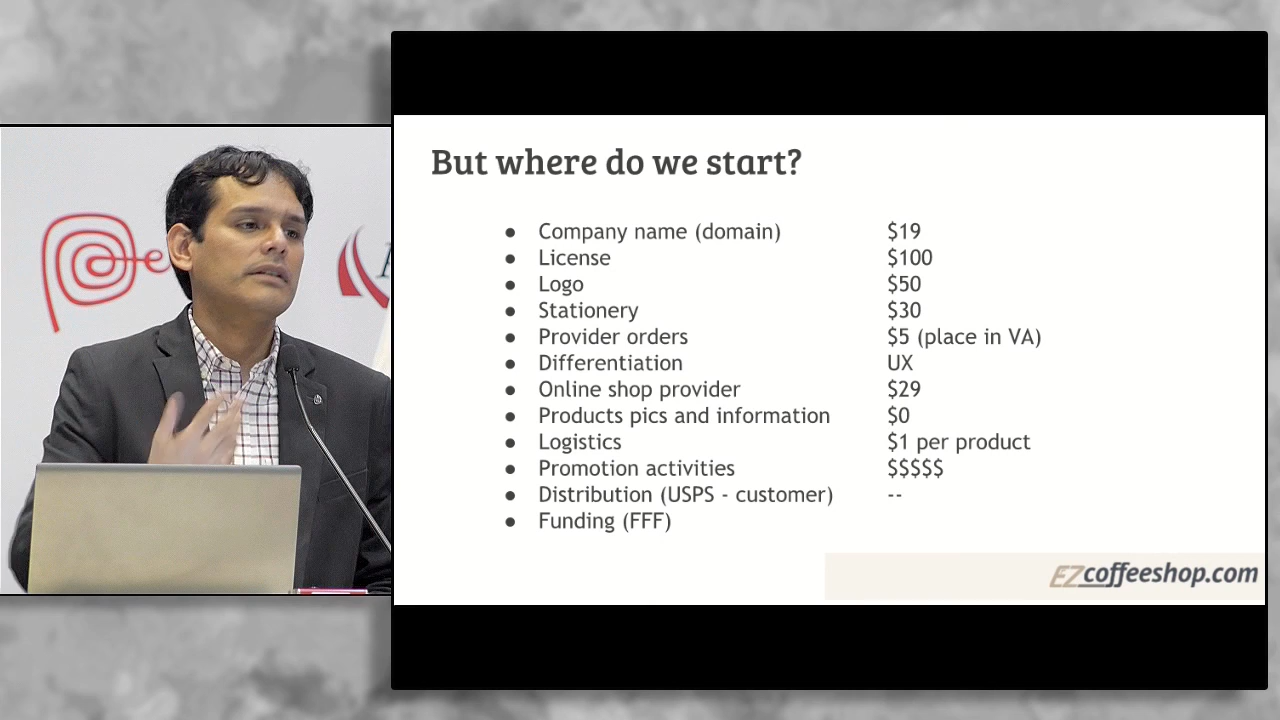 But where do we start?
● Company name (domain) $19
● License $100
● Logo $50
● Stationery $30
● Provider orders $5 (place in VA)
● Differentiation UX
● Online shop provider $29
● Products pics and information $0
● Logistics $1 per product
● Promotion activities $$$$$
● Distribution (USPS - customer) --
● Funding (FFF)
EZcoffeeshop.com